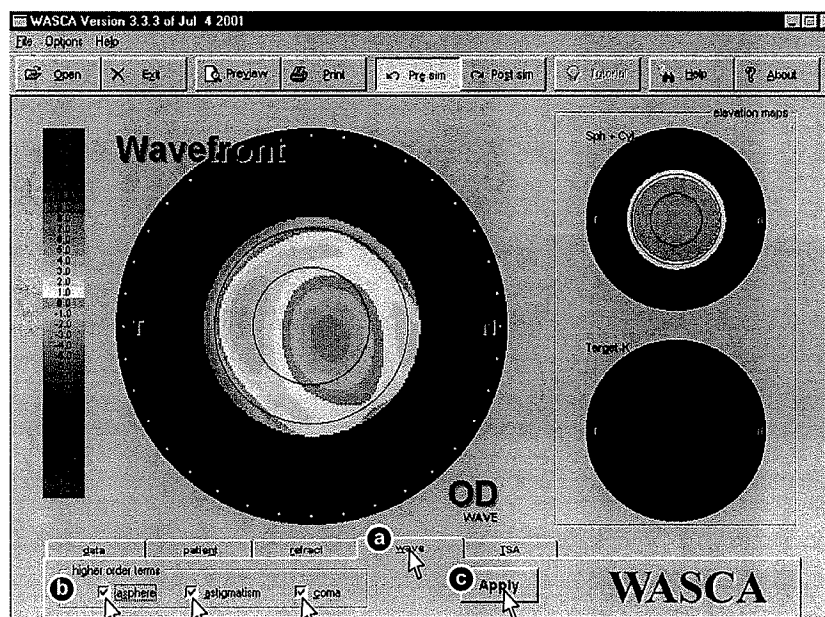 WASCA Version 3.3.3 of Jul 4 2001
File Options Help
Open Exit Preview Print Pre sim Post sim Tutorial Help About
elevation maps
Wavefront
Sph + Cyl
T
Target-K
OD
WAVE
a
data patient refract wave TSA
higher order terms
b asphere astigmatism coma
c Apply
WASCA